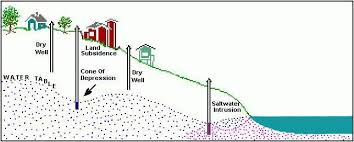 Dry
Well
Land
Subsidence
Cone Of
Depression
Dry
Well
WATER TABLE
Saltwater
Intrusion